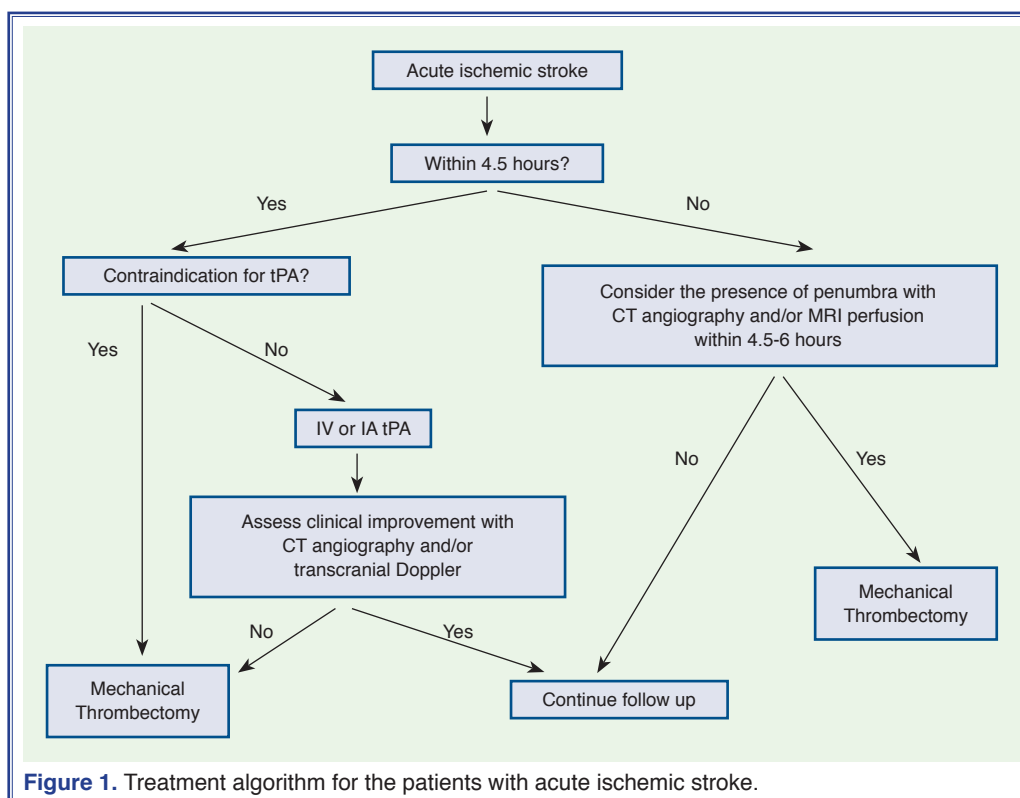 Acute ischemic stroke
Within 4.5 hours?
Yes
No
Contraindication for tPA?
Consider the presence of penumbra with
CT angiography and/or MRI perfusion
within 4.5-6 hours
Yes
No
IV or IA tPA
No
Yes
Assess clinical improvement with
CT angiography and/or
transcranial Doppler
Mechanical
Thrombectomy
No
Yes
Mechanical
Thrombectomy
Continue follow up
Figure 1. Treatment algorithm for the patients with acute ischemic stroke.